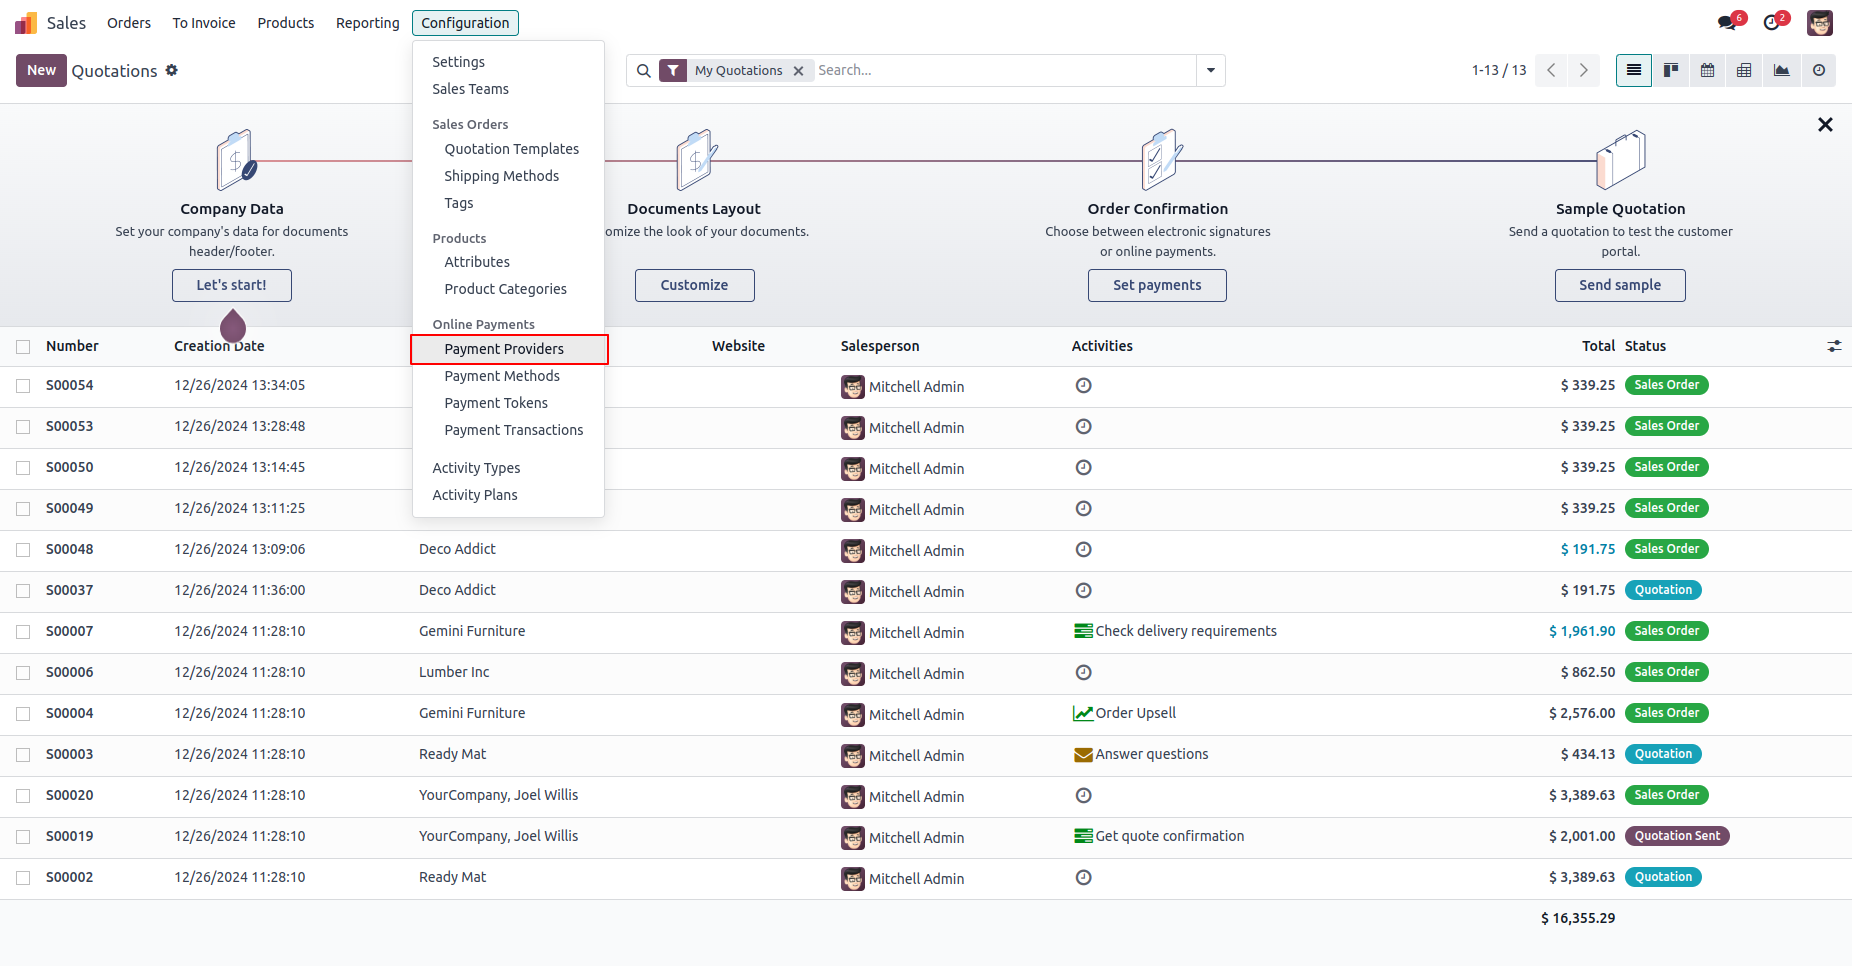 Sales Orders To Invoice Products Reporting Configuration 6 2
New Quotations My Quotations Search... 1-13 / 13
Settings
Sales Teams
Sales Orders
Quotation Templates
Shipping Methods
Tags
Products
Attributes
Product Categories
Online Payments
Payment Providers
Payment Methods
Payment Tokens
Payment Transactions
Activity Types
Activity Plans
Company Data
Set your company's data for documents
header/footer.
Let's start!
Documents Layout
omize the look of your documents.
Customize
Order Confirmation
Choose between electronic signatures
or online payments.
Set payments
Sample Quotation
Send a quotation to test the customer
portal.
Send sample
Number Creation Date Website Salesperson Activities Total Status
S00054 12/26/2024 13:34:05 Mitchell Admin $ 339.25 Sales Order
S00053 12/26/2024 13:28:48 Mitchell Admin $ 339.25 Sales Order
S00050 12/26/2024 13:14:45 Mitchell Admin $ 339.25 Sales Order
S00049 12/26/2024 13:11:25 Mitchell Admin $ 339.25 Sales Order
S00048 12/26/2024 13:09:06 Deco Addict Mitchell Admin $ 191.75 Sales Order
S00037 12/26/2024 11:36:00 Deco Addict Mitchell Admin $ 191.75 Quotation
S00007 12/26/2024 11:28:10 Gemini Furniture Mitchell Admin Check delivery requirements $ 1,961.90 Sales Order
S00006 12/26/2024 11:28:10 Lumber Inc Mitchell Admin $ 862.50 Sales Order
S00004 12/26/2024 11:28:10 Gemini Furniture Mitchell Admin Order Upsell $ 2,576.00 Sales Order
S00003 12/26/2024 11:28:10 Ready Mat Mitchell Admin Answer questions $ 434.13 Quotation
S00020 12/26/2024 11:28:10 YourCompany, Joel Willis Mitchell Admin $ 3,389.63 Sales Order
S00019 12/26/2024 11:28:10 YourCompany, Joel Willis Mitchell Admin Get quote confirmation $ 2,001.00 Quotation Sent
S00002 12/26/2024 11:28:10 Ready Mat Mitchell Admin $ 3,389.63 Quotation
$ 16,355.29